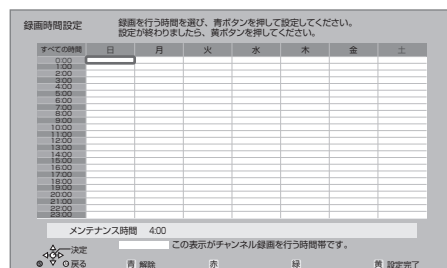 録画時間設定
録画を行う時間を選び、青ボタンを押して設定してください。
設定が終わりましたら、黄ボタンを押してください。
すべての時間 日 月 火 水 木 金 土
0:00
1:00
2:00
3:00
4:00
5:00
6:00
7:00
8:00
9:00
10:00
11:00
12:00
13:00
14:00
15:00
16:00
17:00
18:00
19:00
20:00
21:00
22:00
23:00
メンテナンス時間 4:00
この表示がチャンネル録画を行う時間帯です。
決定
戻る
青 解除 赤 緑 黄 設定完了